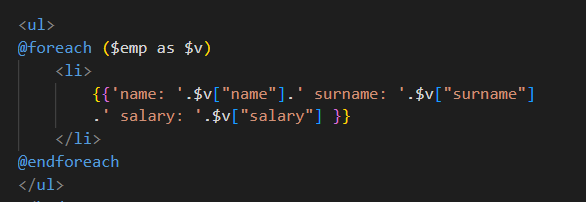 <ul>
@foreach ($emp as $v)
<li>
{{'name: '.$v["name"].' surname: '.$v["surname"]
.' salary: '.$v["salary"] }}
</li>
@endforeach
</ul>